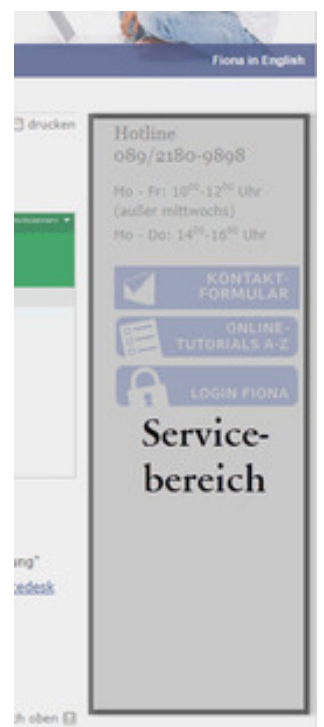 Fiona in English
drucken
Hotline
089/2180-9898
Mo - Fr: 10⁰⁰-12⁰⁰ Uhr
(außer mittwochs)
Mo - Do: 14⁰⁰-16⁰⁰ Uhr
KONTAKT-
FORMULAR
ONLINE-
TUTORIALS A-Z
LOGIN FIONA
Service-
bereich
ung"
cedesk
ch oben